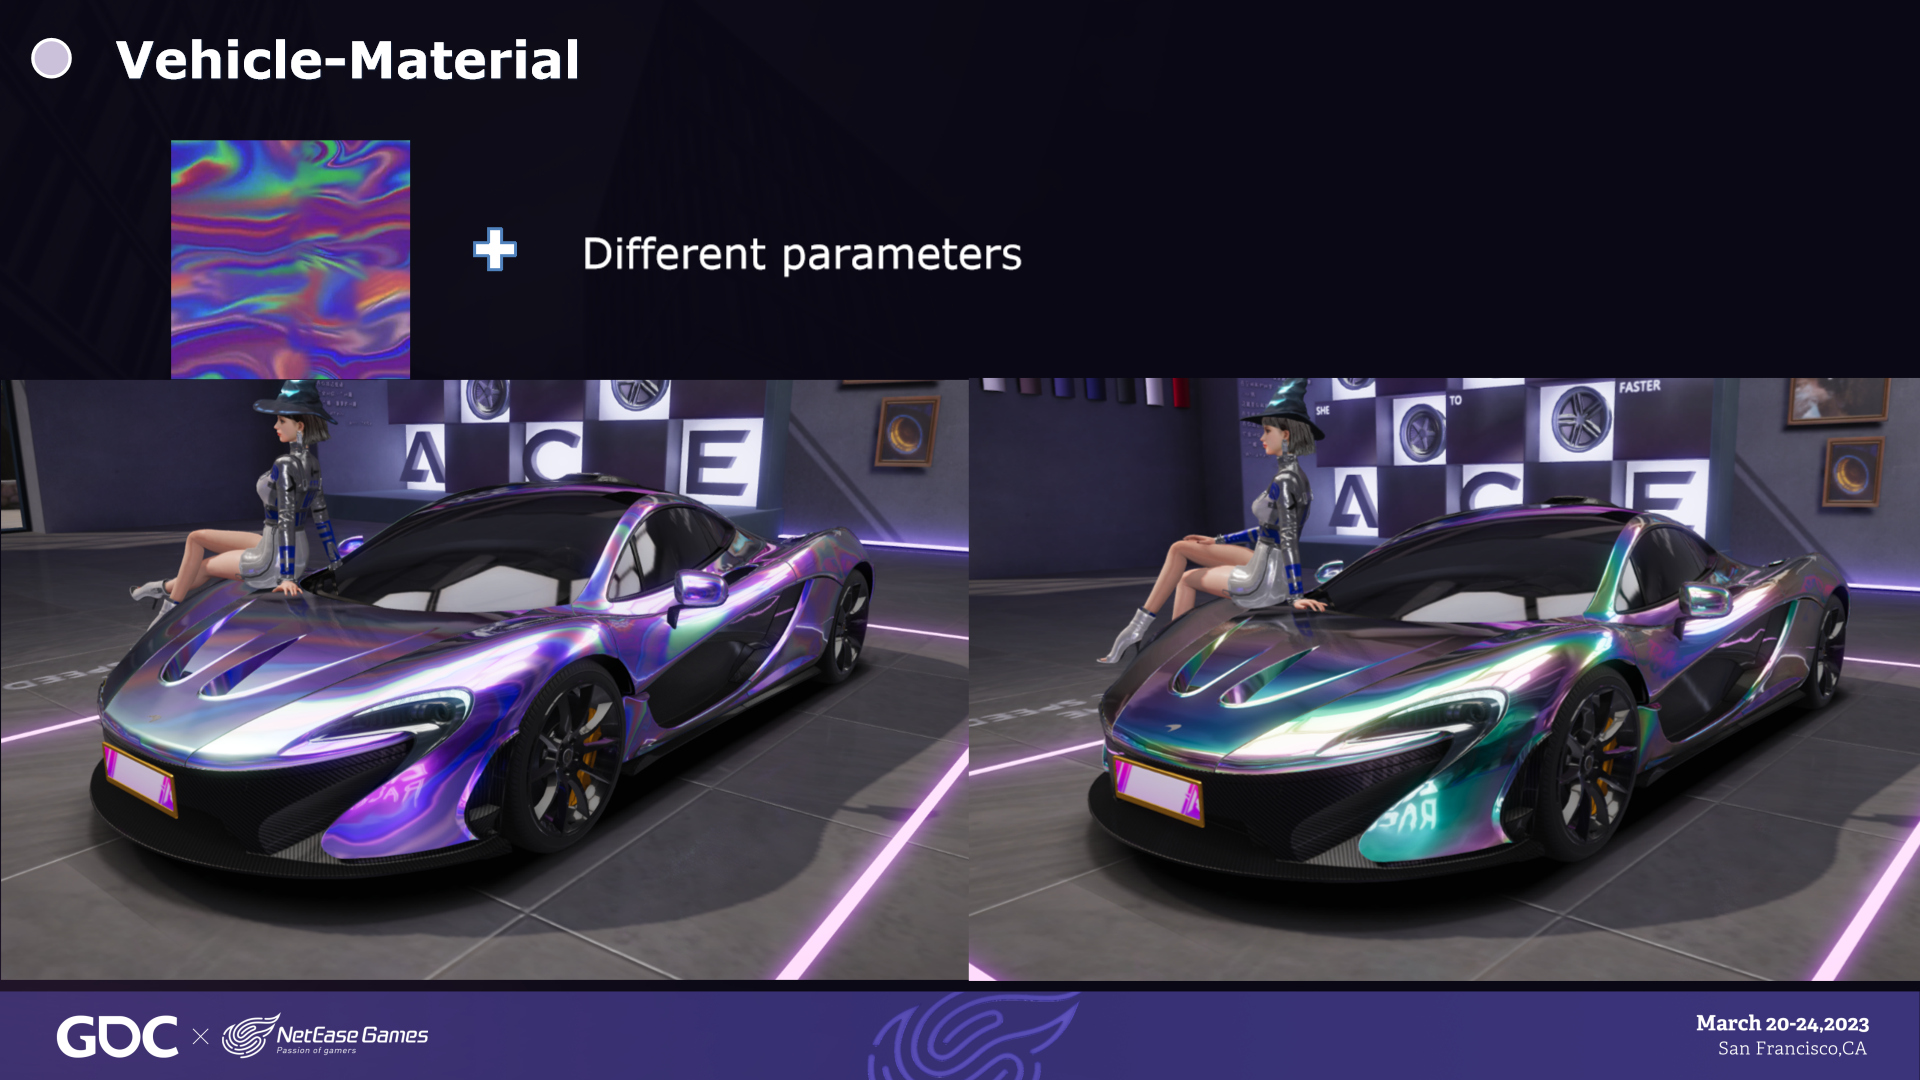 Vehicle-Material
Different parameters
A C E
SHE
TO
FASTER
A C E
GDC × NetEase Games
Passion of gamers
March 20-24,2023
San Francisco,CA